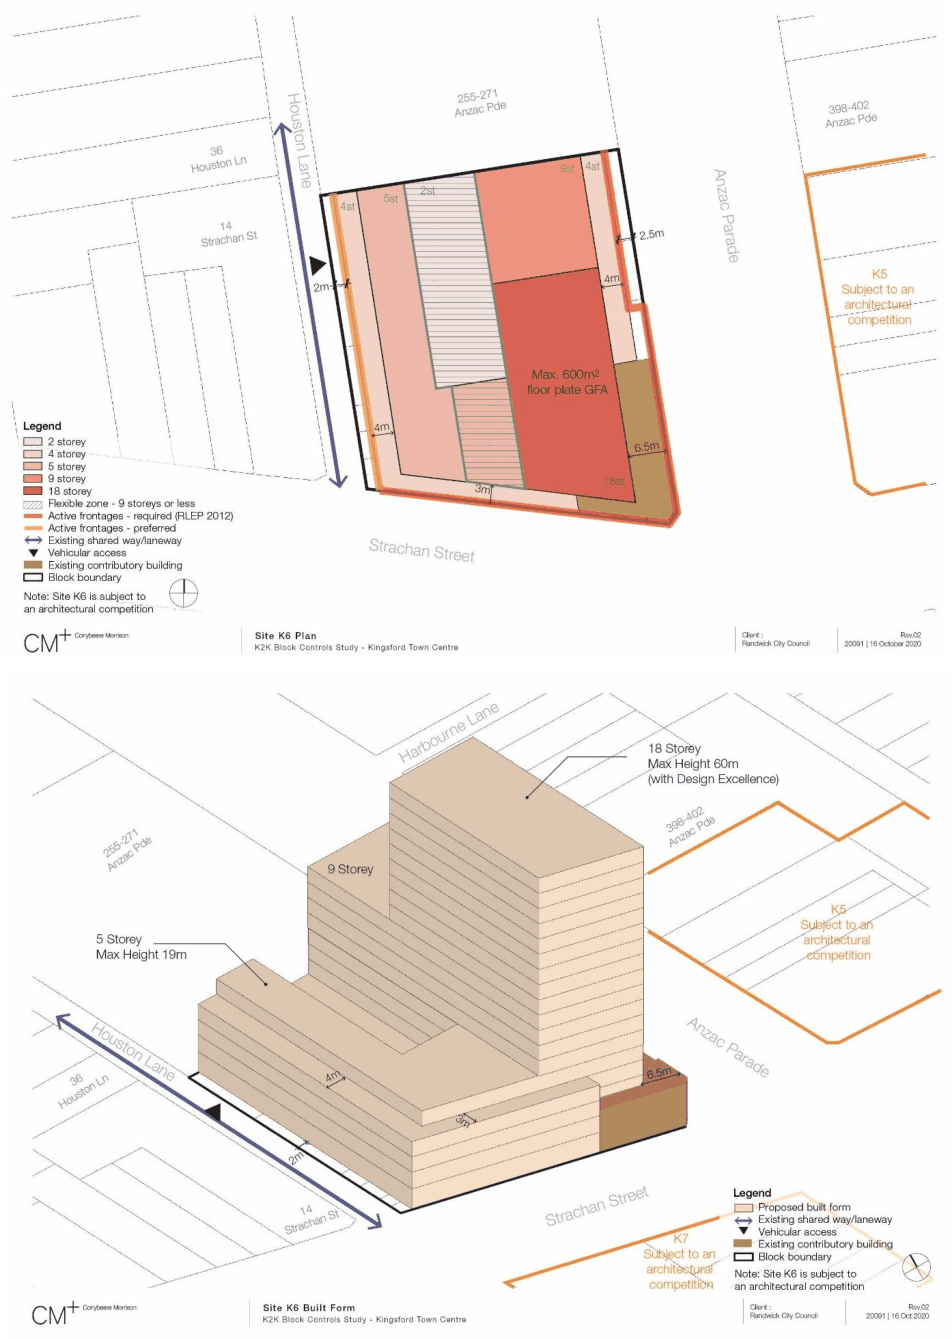 255-271
Anzac Pde
398-402
Anzac Pde
Houston Lane
36
Houston Ln
14
Strachan St
Anzac Parade
4st
5st
2st
9st
4st
2.5m
2m
4m
K5
Subject to an
architectural
competition
Max. 600m²
floor plate GFA
4m
6.5m
3m
18st
Strachan Street
Legend
2 storey
4 storey
5 storey
9 storey
18 storey
Flexible zone - 9 storeys or less
Active frontages - required (RLEP 2012)
Active frontages - preferred
Existing shared way/laneway
Vehicular access
Existing contributory building
Block boundary
Note: Site K6 is subject to
an architectural competition
CM+ Conybeare Morrison
Site K6 Plan
K2K Block Controls Study - Kingsford Town Centre
Client :
Randwick City Council
Rev.02
20091 | 16 October 2020
Harbourne Lane
18 Storey
Max Height 60m
(with Design Excellence)
398-402
Anzac Pde
255-271
Anzac Pde
9 Storey
5 Storey
Max Height 19m
K5
Subject to an
architectural
competition
Houston Lane
Anzac Parade
36
Houston Ln
4m
6.5m
3m
2m
14
Strachan St
Strachan Street
K7
Subject to an
architectural
competition
Legend
Proposed built form
Existing shared way/laneway
Vehicular access
Existing contributory building
Block boundary
Note: Site K6 is subject to
an architectural competition
CM+ Conybeare Morrison
Site K6 Built Form
K2K Block Controls Study - Kingsford Town Centre
Client :
Randwick City Council
Rev.02
20091 | 16 Oct 2020